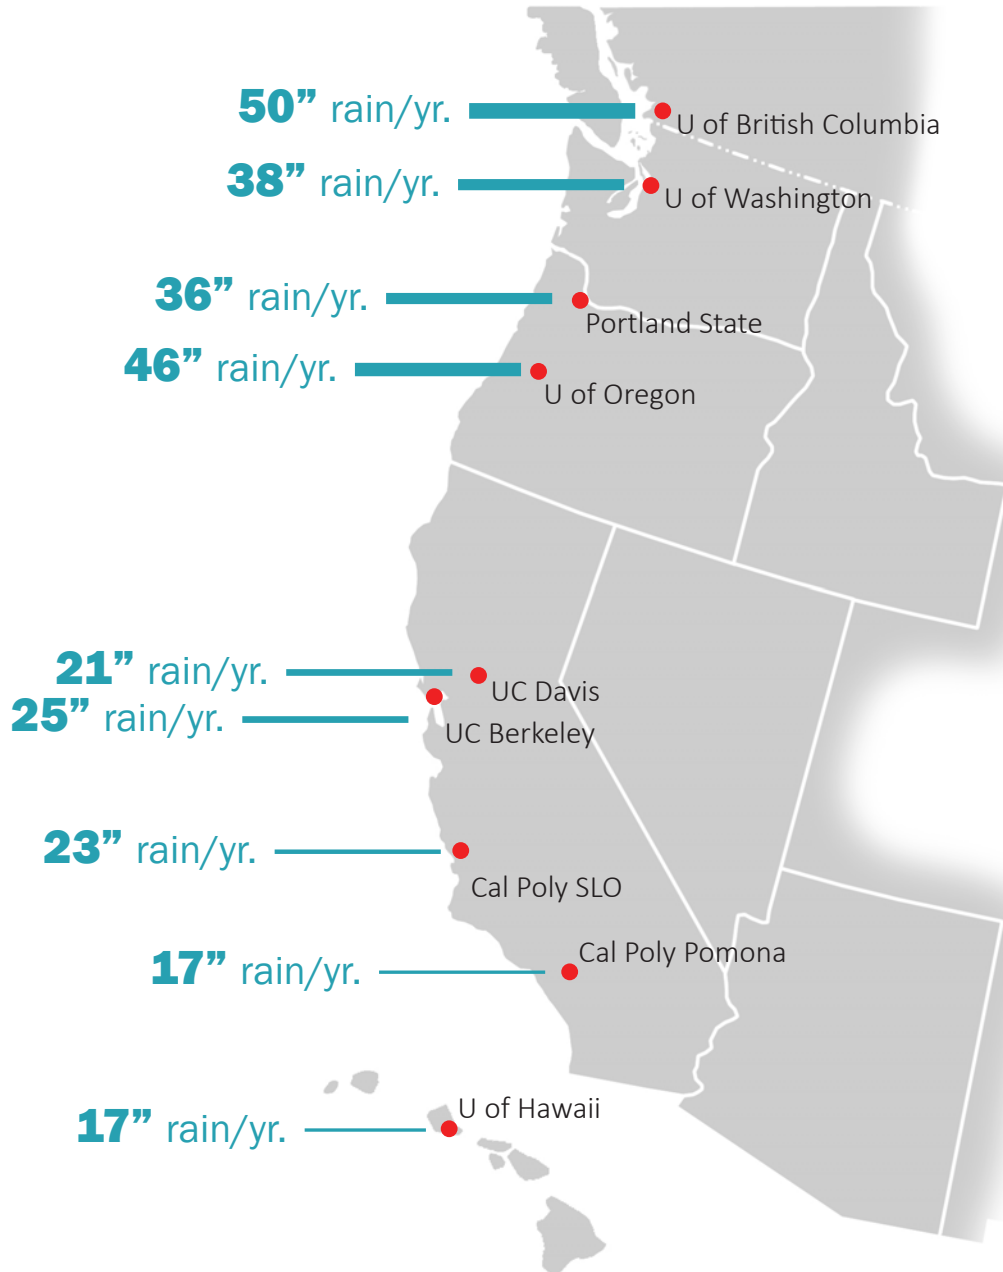 50” rain/yr.
U of British Columbia
38” rain/yr.
U of Washington
36” rain/yr.
Portland State
46” rain/yr.
U of Oregon
21” rain/yr.
UC Davis
25” rain/yr.
UC Berkeley
23” rain/yr.
Cal Poly SLO
Cal Poly Pomona
17” rain/yr.
U of Hawaii
17” rain/yr.